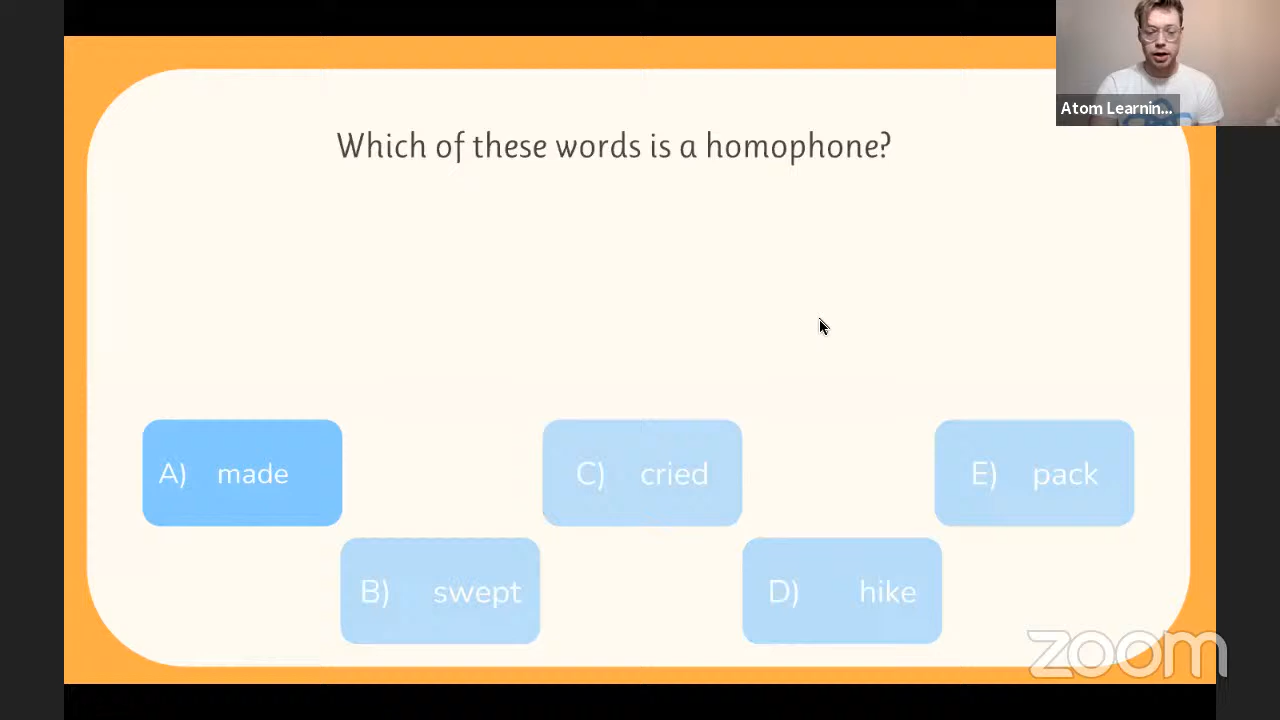 Atom Learnin...
Which of these words is a homophone?
A) made
C) cried
E) pack
B) swept
D) hike
zoom